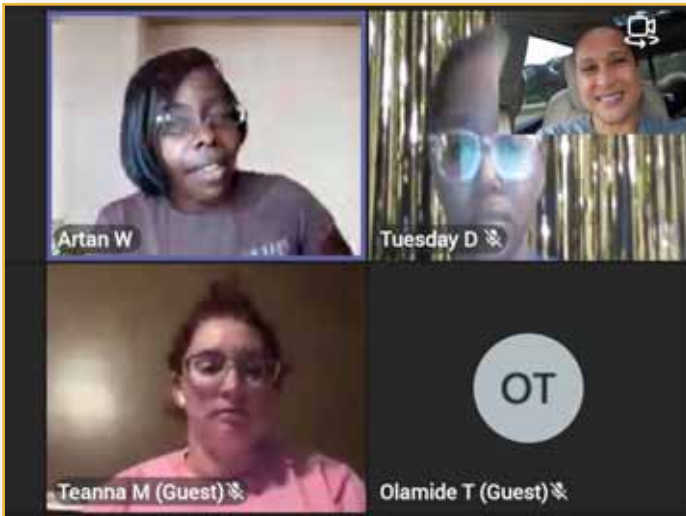 Artan W
Tuesday D
Teanna M (Guest)
OT
Olamide T (Guest)